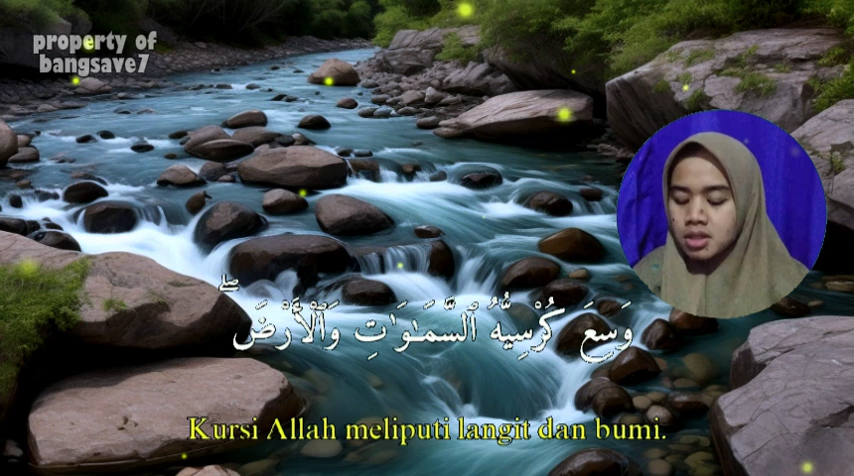 property of
bangsave7
وَسِعَ كُرْسِيُّهُ ٱلسَّمَـٰوَٰتِ وَٱلْأَرْضَ ۖ
Kursi Allah meliputi langit dan bumi.